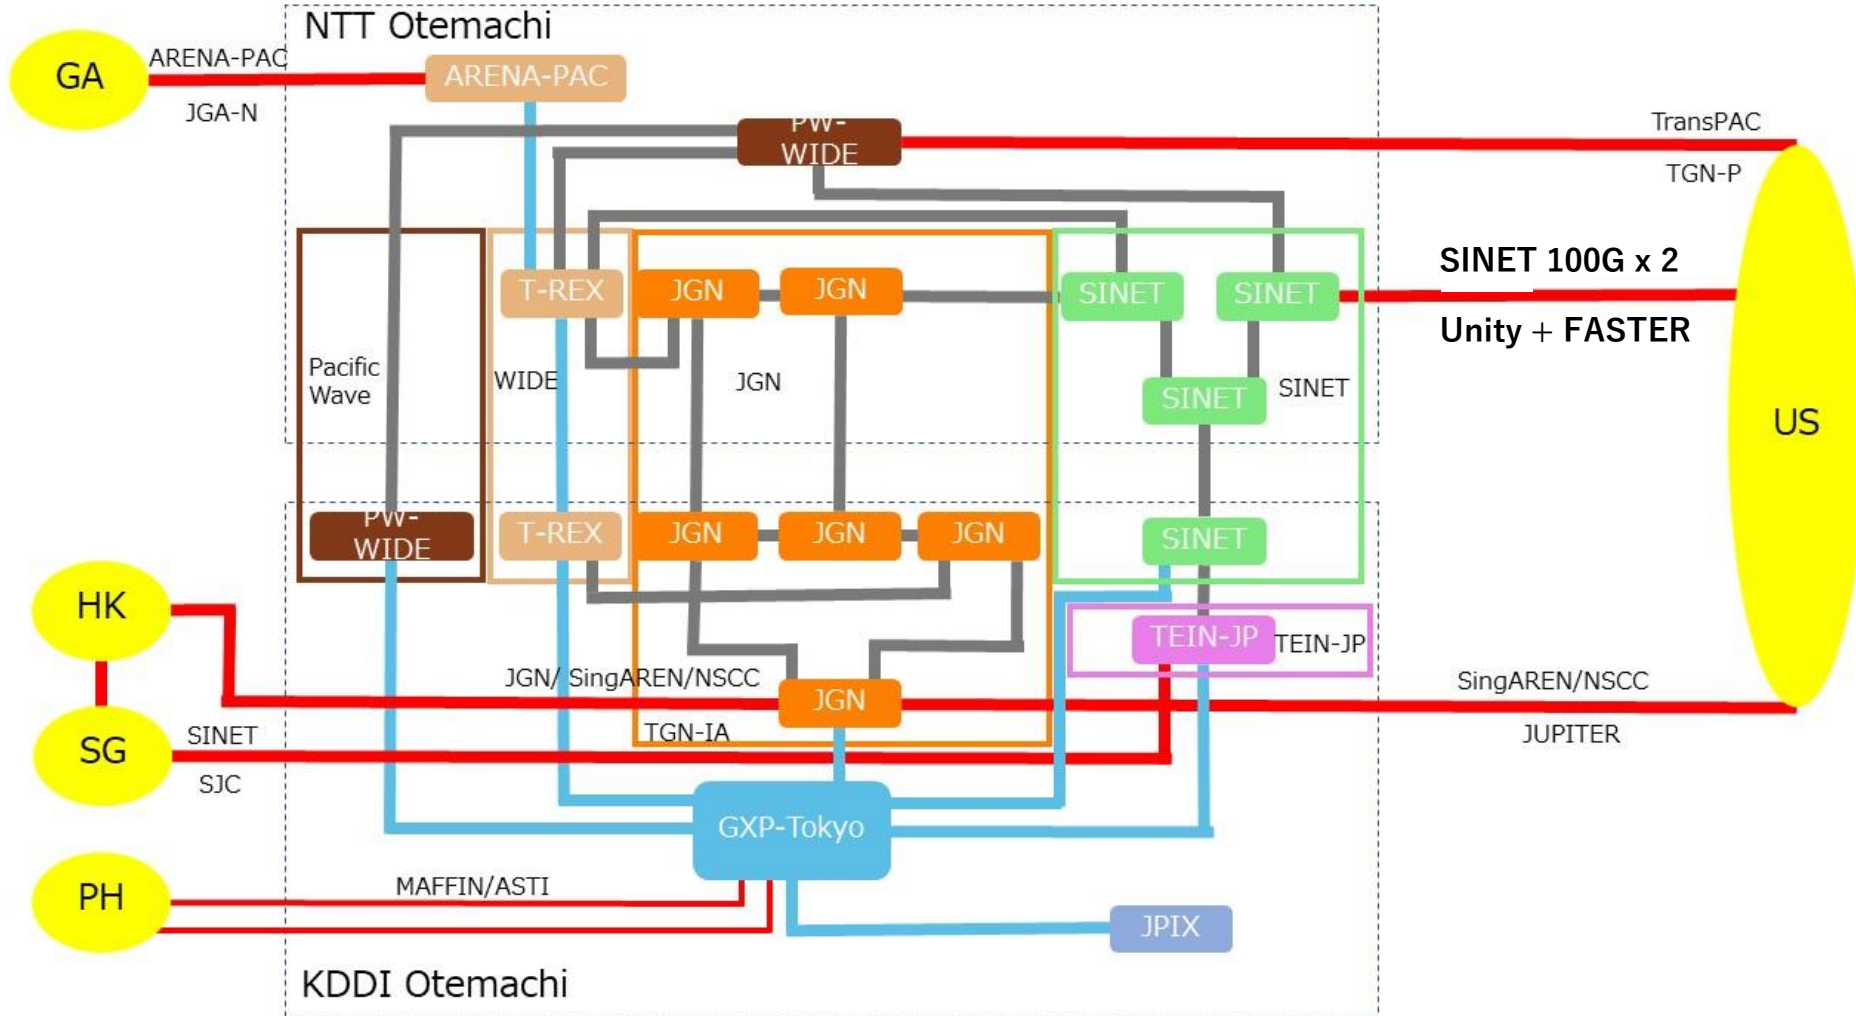 NTT Otemachi
GA
ARENA-PAC
JGA-N
ARENA-PAC
PW-
WIDE
TransPAC
TGN-P
T-REX
JGN
JGN
SINET
SINET
SINET 100G x 2
Unity + FASTER
Pacific
Wave
WIDE
JGN
SINET
SINET
US
PW-
WIDE
T-REX
JGN
JGN
JGN
SINET
HK
TEIN-JP
TEIN-JP
JGN/ SingAREN/NSCC
JGN
SingAREN/NSCC
TGN-IA
JUPITER
SG
SINET
SJC
GXP-Tokyo
PH
MAFFIN/ASTI
JPIX
KDDI Otemachi